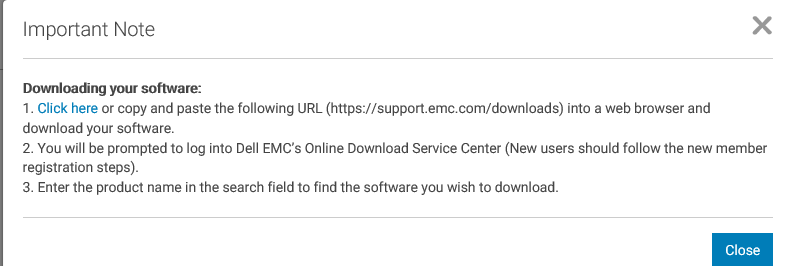 Important Note
Downloading your software:
1. Click here or copy and paste the following URL (https://support.emc.com/downloads) into a web browser and
download your software.
2. You will be prompted to log into Dell EMC's Online Download Service Center (New users should follow the new member
registration steps).
3. Enter the product name in the search field to find the software you wish to download.
Close